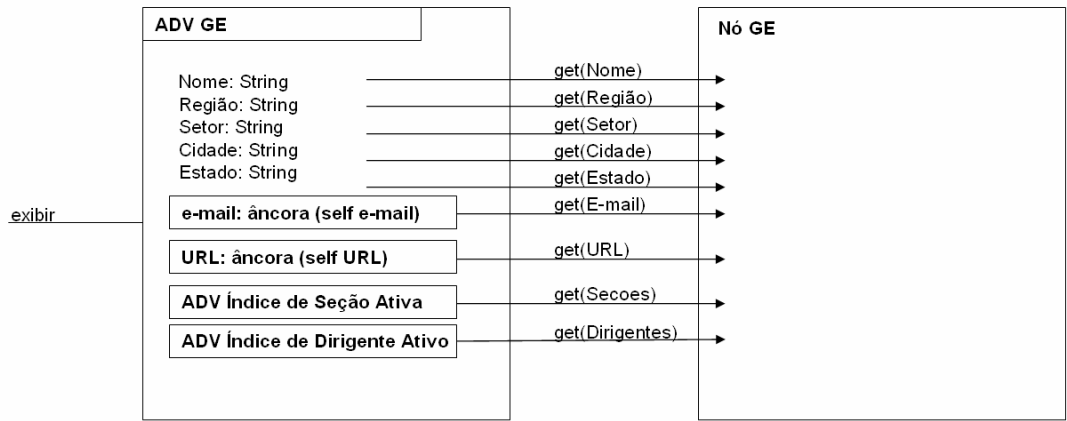 ADV GE
Nó GE
Nome: String
get(Nome)
Região: String
get(Região)
Setor: String
get(Setor)
Cidade: String
get(Cidade)
Estado: String
get(Estado)
exibir
e-mail: âncora (self e-mail)
get(E-mail)
URL: âncora (self URL)
get(URL)
ADV Índice de Seção Ativa
get(Secoes)
ADV Índice de Dirigente Ativo
get(Dirigentes)